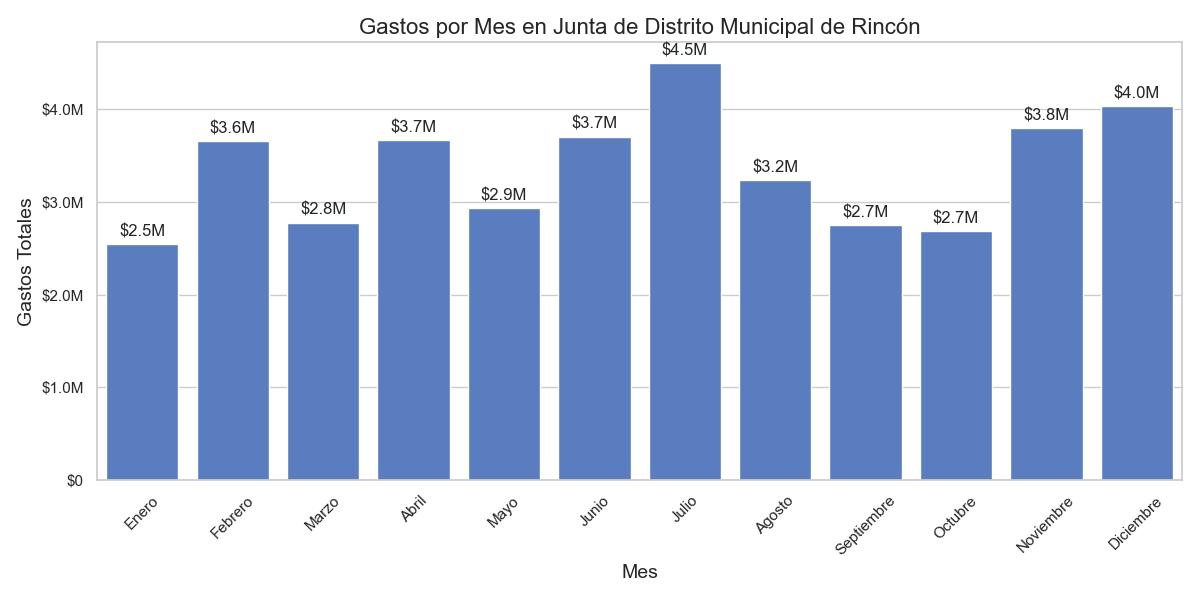 Gastos por Mes en Junta de Distrito Municipal de Rincón
Gastos Totales
$4.0M
$3.0M
$2.0M
$1.0M
$0
$2.5M
$3.6M
$2.8M
$3.7M
$2.9M
$3.7M
$4.5M
$3.2M
$2.7M
$2.7M
$3.8M
$4.0M
Enero
Febrero
Marzo
Abril
Mayo
Junio
Julio
Agosto
Septiembre
Octubre
Noviembre
Diciembre
Mes